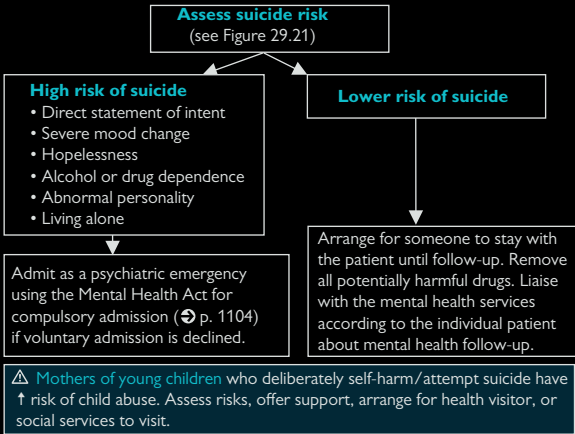 Assess suicide risk
(see Figure 29.21)
High risk of suicide
• Direct statement of intent
• Severe mood change
• Hopelessness
• Alcohol or drug dependence
• Abnormal personality
• Living alone
Lower risk of suicide
Admit as a psychiatric emergency
using the Mental Health Act for
compulsory admission (➲ p. 1104)
if voluntary admission is declined.
Arrange for someone to stay with
the patient until follow-up. Remove
all potentially harmful drugs. Liaise
with the mental health services
according to the individual patient
about mental health follow-up.
⚠ Mothers of young children who deliberately self-harm/attempt suicide have
↑ risk of child abuse. Assess risks, offer support, arrange for health visitor, or
social services to visit.